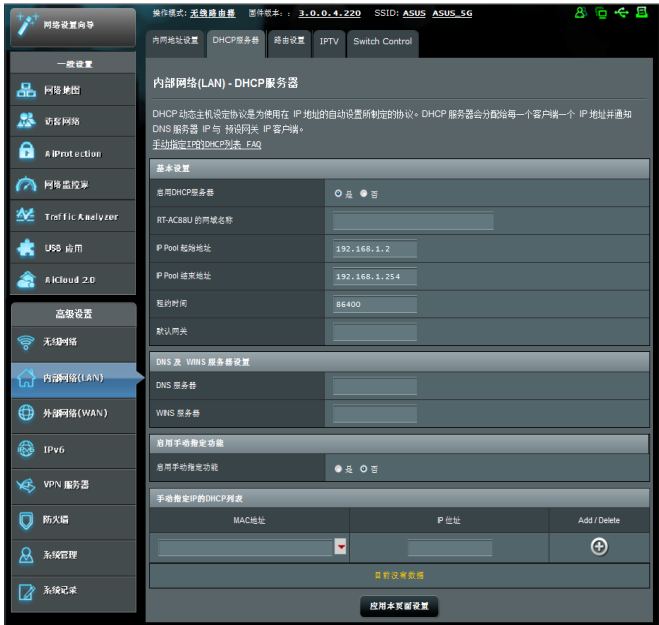 网络设置向导
一般设置
网络地图
访客网络
AiProtection
网络监控家
Traffic Analyzer
USB 应用
AiCloud 2.0
高级设置
无线网络
内部网络(LAN)
外部网络(WAN)
IPv6
VPN 服务器
防火墙
系统管理
系统记录
操作模式: 无线路由器 固件版本: : 3.0.0.4.220 SSID: ASUS ASUS_5G
内网地址设置 DHCP服务器 路由设置 IPTV Switch Control
内部网络(LAN) - DHCP服务器
DHCP 动态主机设定协议是为使用在 IP 地址的自动设置所制定的协议。DHCP 服务器会分配给每一个 客户端一个 IP 地址并通知
DNS 服务器 IP 与 预设网关 IP 客户端。
手动指定IP的DHCP列表 FAQ
基本设置
启用DHCP服务器 是 否
RT-AC88U 的网域名称
IP Pool 起始地址 192.168.1.2
IP Pool 结束地址 192.168.1.254
租约时间 86400
默认网关
DNS 及 WINS 服务器设置
DNS 服务器
WINS 服务器
启用手动指定功能
启用手动指定功能 是 否
手动指定IP的DHCP列表
MAC地址 IP 位址 Add / Delete
目前没有数据
应用本页面设置